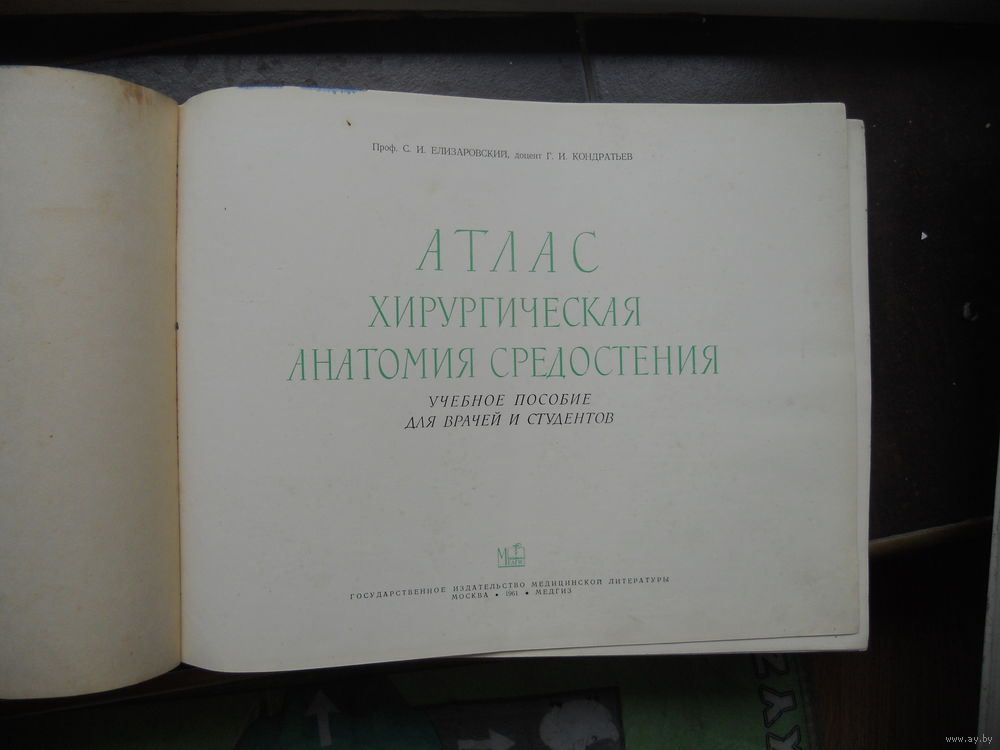 Проф. С. И. ЕЛИЗАРОВСКИЙ, доцент Г. И. КОНДРАТЬЕВ
АТЛАС
ХИРУРГИЧЕСКАЯ
АНАТОМИЯ СРЕДОСТЕНИЯ
УЧЕБНОЕ ПОСОБИЕ
ДЛЯ ВРАЧЕЙ И СТУДЕНТОВ
МЕДГИЗ
ГОСУДАРСТВЕННОЕ ИЗДАТЕЛЬСТВО МЕДИЦИНСКОЙ ЛИТЕРАТУРЫ
МОСКВА • 1961 • МЕДГИЗ
www.ay.by